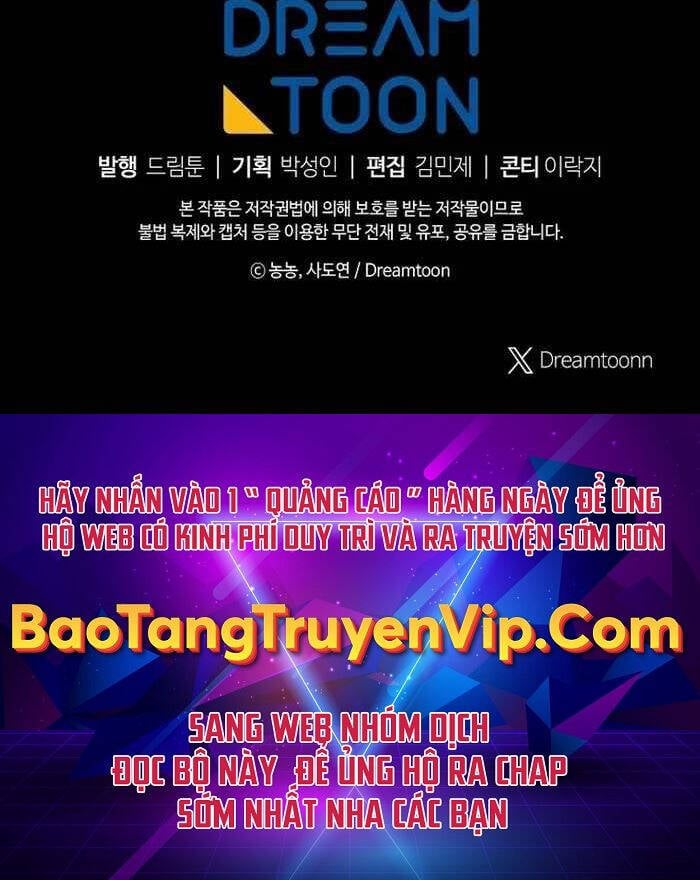 DREAM
TOON
발행 드림툰 | 기획 박성인 | 편집 김민제 | 콘티 이락지
본 작품은 저작권법에 의해 보호를 받는 저작물이므로
불법 복제와 캡처 등을 이용한 무단 전재 및 유포, 공유를 금합니다.
ⓒ 농농, 사도연 / Dreamtoon
X Dreamtoonn
HÃY NHẤN VÀO 1 “ QUẢNG CÁO ” HÀNG NGÀY ĐỂ ỦNG
HỘ WEB CÓ KINH PHÍ DUY TRÌ VÀ RA TRUYỆN SỚM HƠN
BaoTangTruyenVip.Com
SANG WEB NHÓM DỊCH
ĐỌC BỘ NÀY ĐỂ ỦNG HỘ RA CHAP
SỚM NHẤT NHA CÁC BẠN